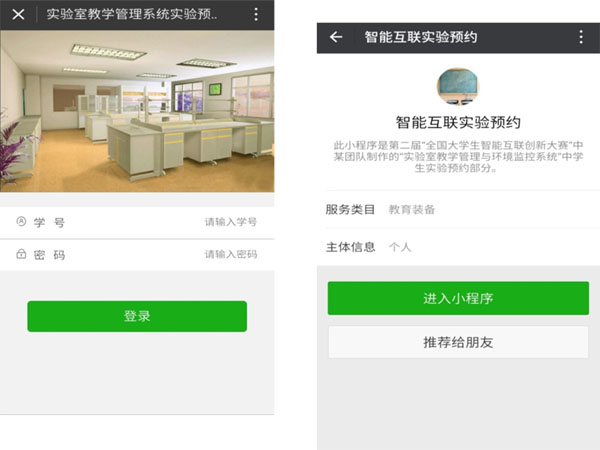 实验室教学管理系统实验预..
学 号
请输入学号
密 码
请输入密码
登录
智能互联实验预约
智能互联实验预约
此小程序是第二届"全国大学生智能互联创新大赛"中
某团队制作的"实验室教学管理与环境监控系统"中学
生实验预约部分。
服务类目 教育装备
主体信息 个人
进入小程序
推荐给朋友